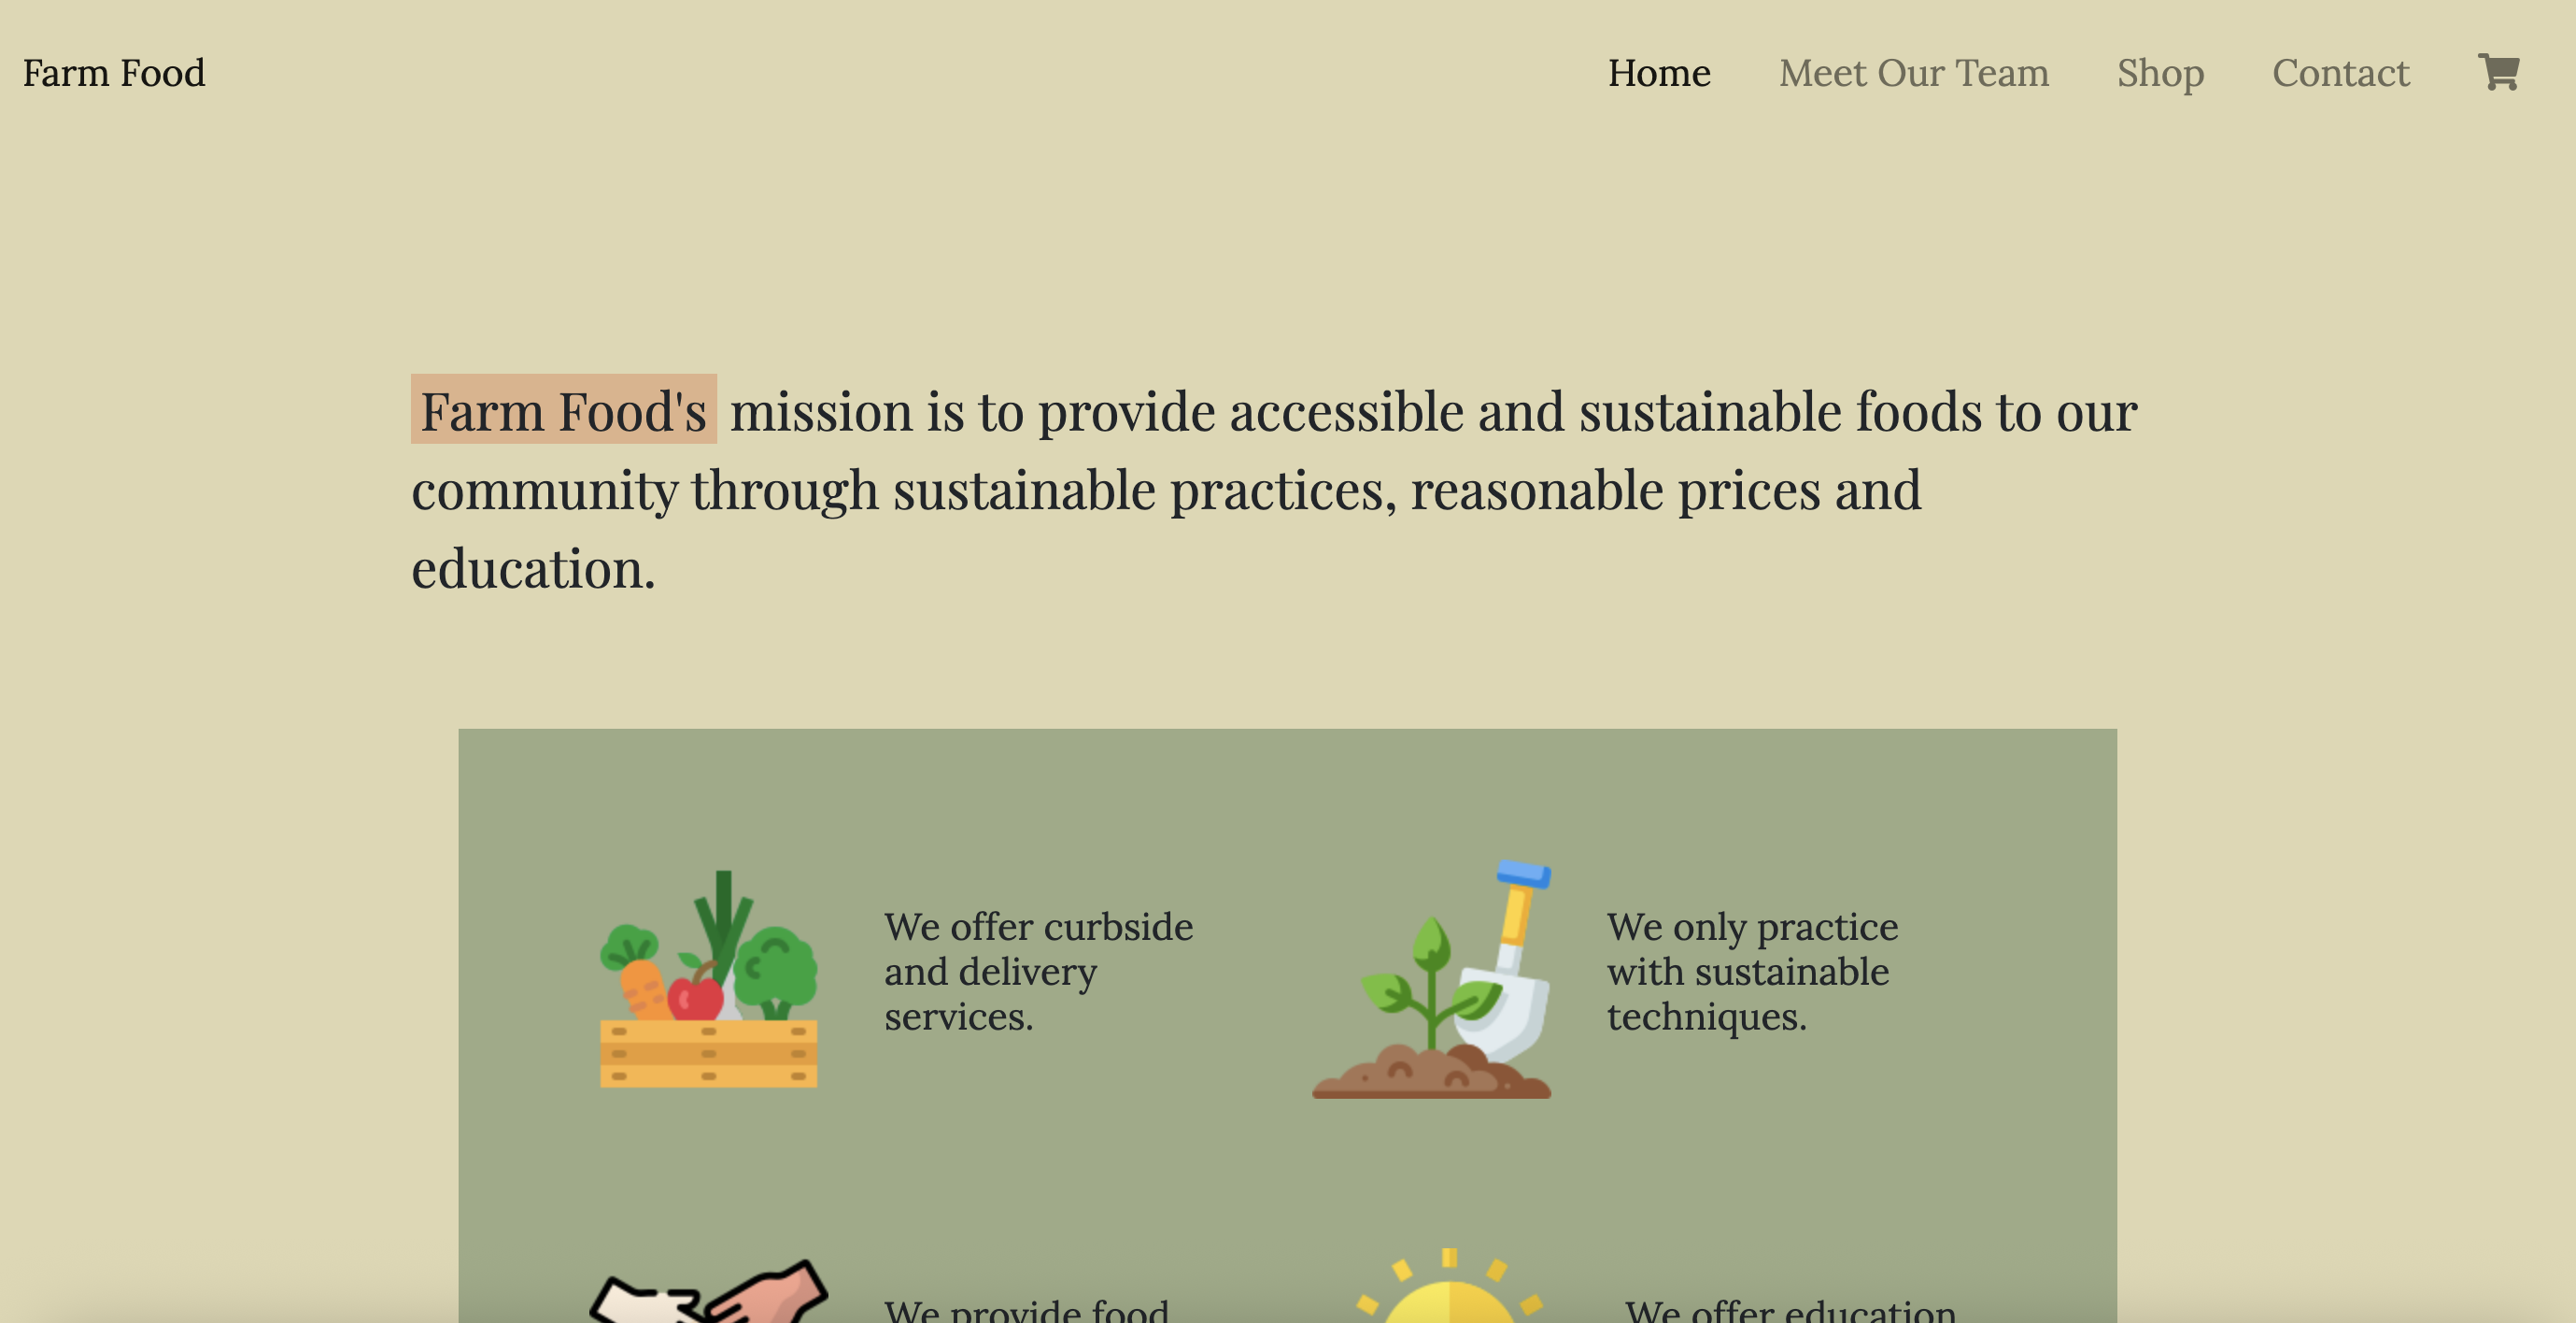 Farm Food
Home
Meet Our Team
Shop
Contact
Farm Food's mission is to provide accessible and sustainable foods to our
community through sustainable practices, reasonable prices and
education.
We offer curbside
and delivery
services.
We only practice
with sustainable
techniques.
We provide food
We offer education